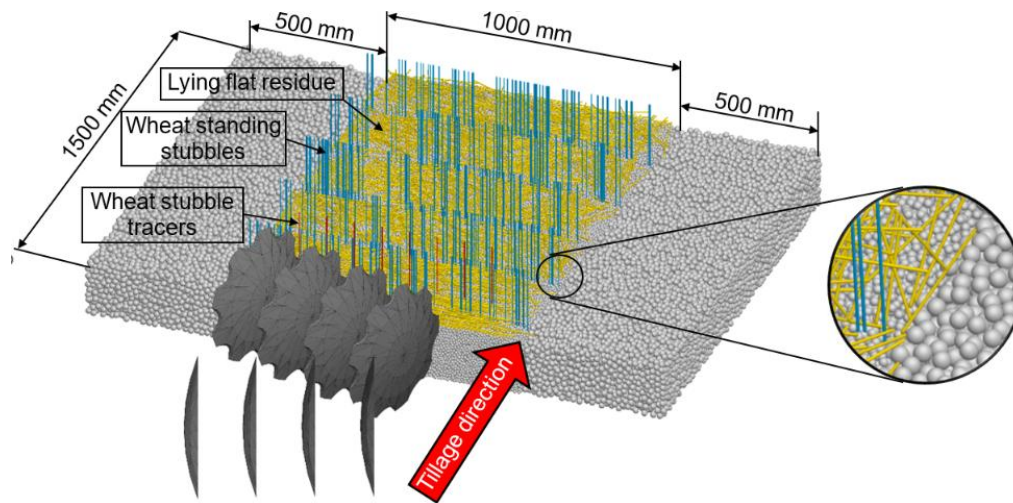 500 mm
1000 mm
500 mm
1500 mm
Lying flat residue
Wheat standing
stubbles
Wheat stubble
tracers
Tillage direction